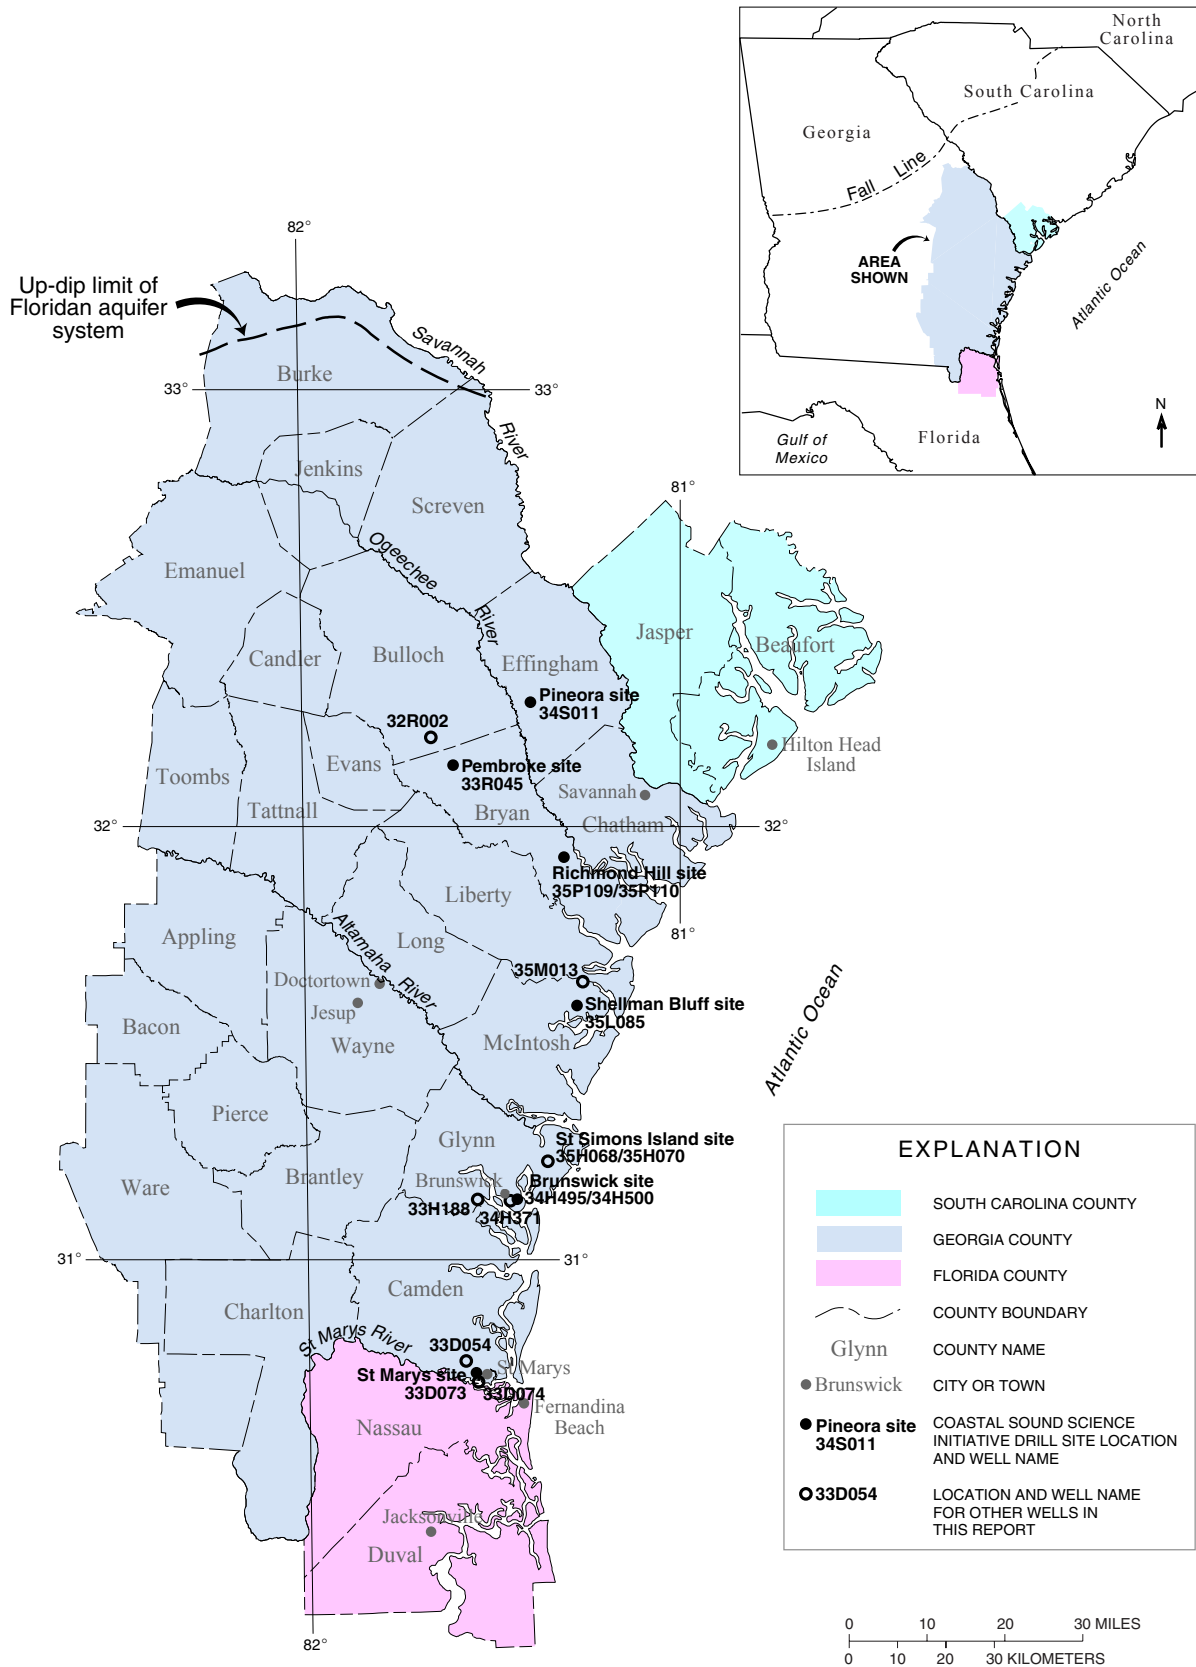 North
Carolina
South Carolina
Georgia
Fall Line
AREA
SHOWN
Atlantic Ocean
N
Florida
Gulf of
Mexico
82°
Up-dip limit of
Floridan aquifer
system
Savannah
River
Burke
33°
33°
Jenkins
Screven
81°
Ogeechee
River
Emanuel
Jasper
Beaufort
Candler
Bulloch
Effingham
Pineora site
34S011
32R002
Hilton Head
Island
Evans
Pembroke site
33R045
Toombs
Savannah
Tattnall
Bryan
Chatham
32°
32°
Richmond Hill site
35P109/35P110
Liberty
Altamaha
River
Appling
Long
81°
35M013
Doctortown
Jesup
Shellman Bluff site
35L085
Bacon
Wayne
McIntosh
Atlantic Ocean
Pierce
Glynn
St Simons Island site
35H068/35H070
Ware
Brantley
Brunswick
Brunswick site
34H495/34H500
33H188
34H371
31°
31°
Camden
Charlton
St Marys River
33D054
St Marys
St Marys site
33D073
33D074
Fernandina
Beach
Nassau
Jacksonville
Duval
82°
EXPLANATION
SOUTH CAROLINA COUNTY
GEORGIA COUNTY
FLORIDA COUNTY
COUNTY BOUNDARY
Glynn
COUNTY NAME
Brunswick
CITY OR TOWN
Pineora site
34S011
COASTAL SOUND SCIENCE
INITIATIVE DRILL SITE LOCATION
AND WELL NAME
33D054
LOCATION AND WELL NAME
FOR OTHER WELLS IN
THIS REPORT
0 10 20 30 MILES
0 10 20 30 KILOMETERS